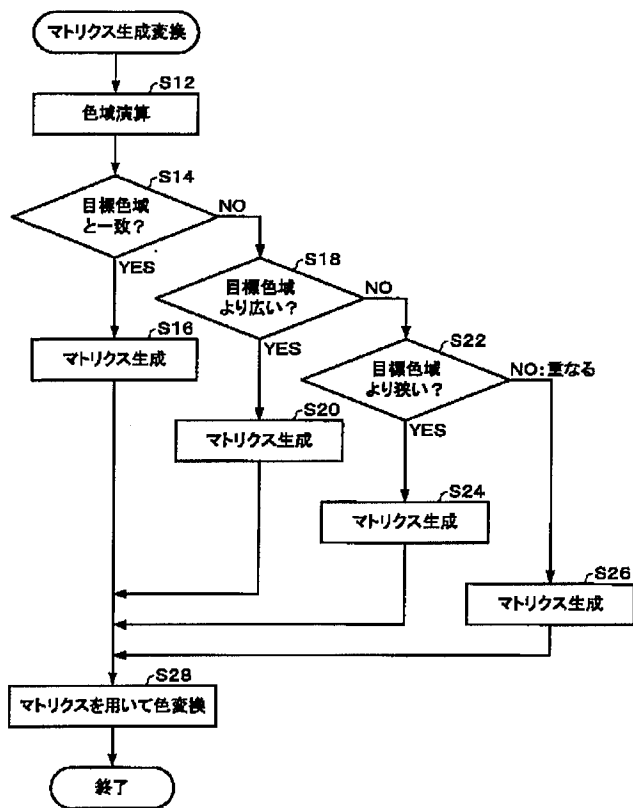 マトリクス生成変換
S12
色域演算
S14
目標色域
と一致?
NO
YES
S18
目標色域
より広い?
NO
YES
S16
マトリクス生成
S22
目標色域
より狭い?
NO:重なる
YES
S20
マトリクス生成
S24
マトリクス生成
S26
マトリクス生成
S28
マトリクスを用いて色変換
終了